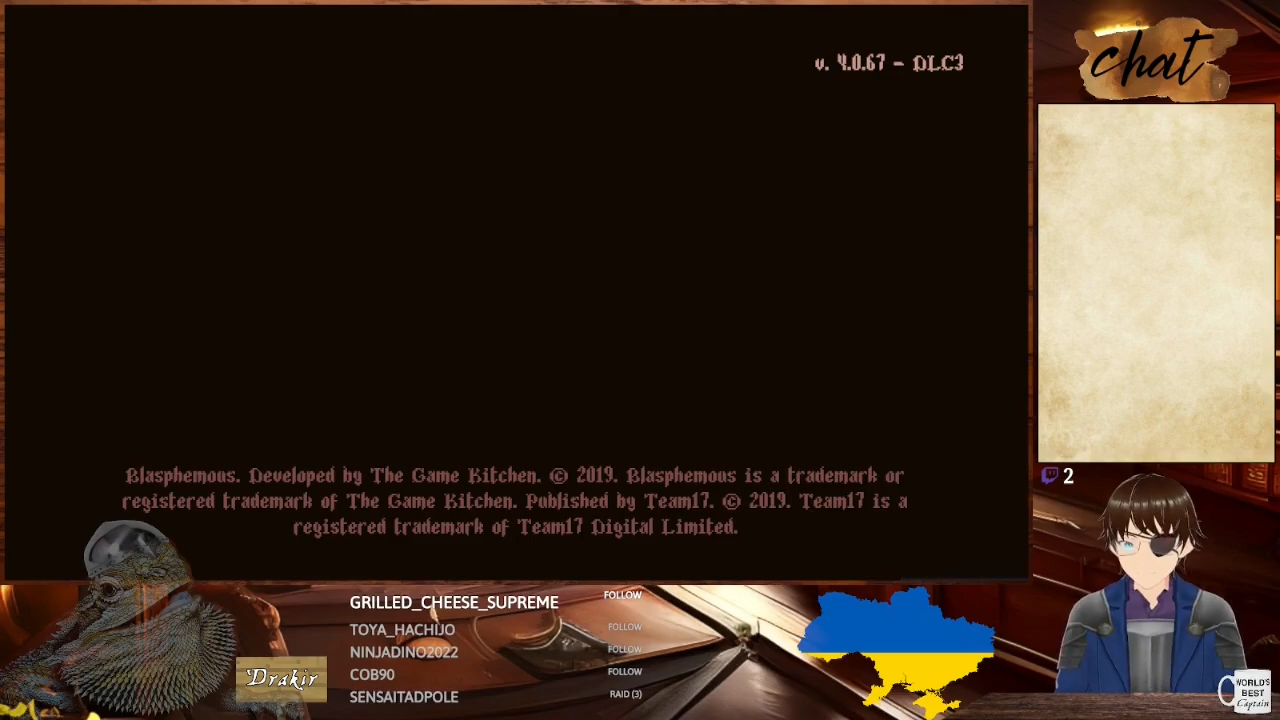 v. 4.0.67 - DLC3
chat
Blasphemous. Developed by The Game Kitchen. © 2019. Blasphemous is a trademark or
registered trademark of The Game Kitchen. Published by Team17. © 2019. Team17 is a
registered trademark of Team17 Digital Limited.
2
GRILLED_CHEESE_SUPREME FOLLOW
TOYA_HACHIJO FOLLOW
NINJADINO2022 FOLLOW
COB90 FOLLOW
SENSAITADPOLE RAID (3)
Drakir
WORLD'S
BEST
Captain